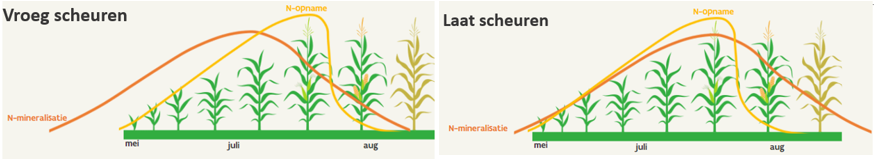 Vroeg scheuren
N-opname
N-mineralisatie
mei
juli
aug
Laat scheuren
N-opname
N-mineralisatie
mei
juli
aug